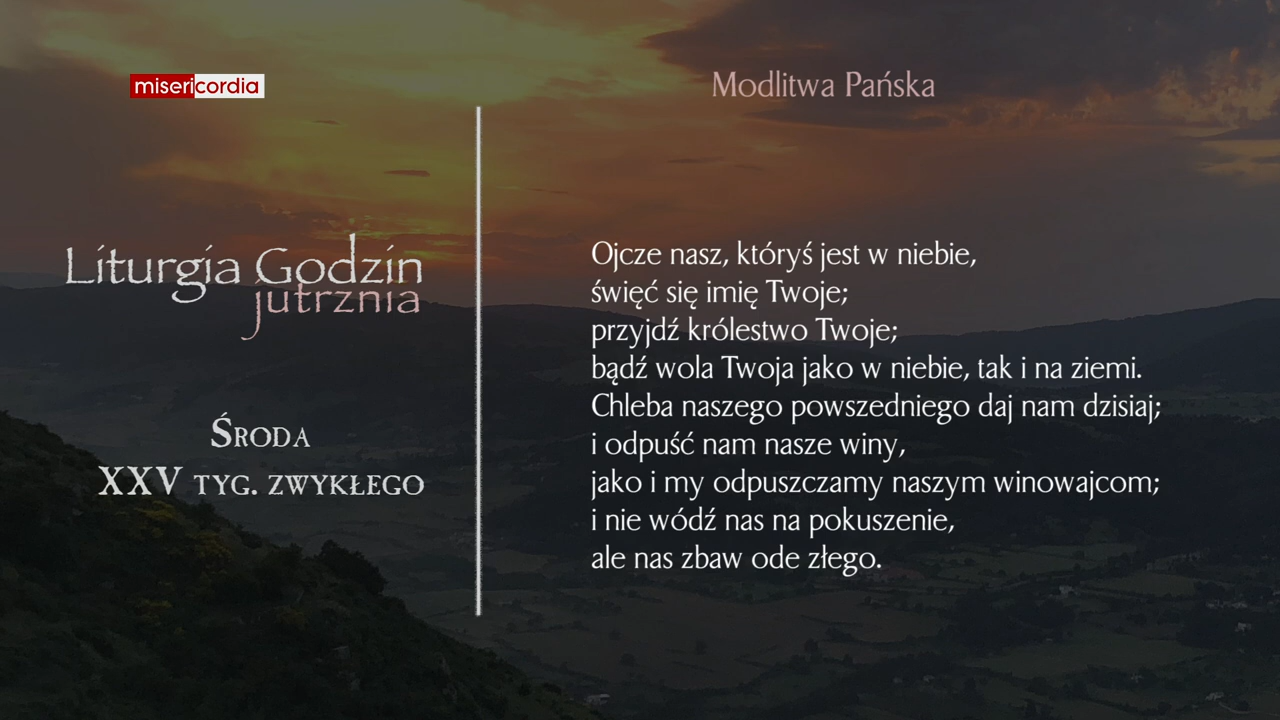 misericordia
Liturgia Godzin
jutrznia
Środa
XXV tyg. zwykłego
Modlitwa Pańska
Ojcze nasz, któryś jest w niebie,
święć się imię Twoje;
przyjdź królestwo Twoje;
bądź wola Twoja jako w niebie, tak i na ziemi.
Chleba naszego powszedniego daj nam dzisiaj;
i odpuść nam nasze winy,
jako i my odpuszczamy naszym winowajcom;
i nie wódź nas na pokuszenie,
ale nas zbaw ode złego.